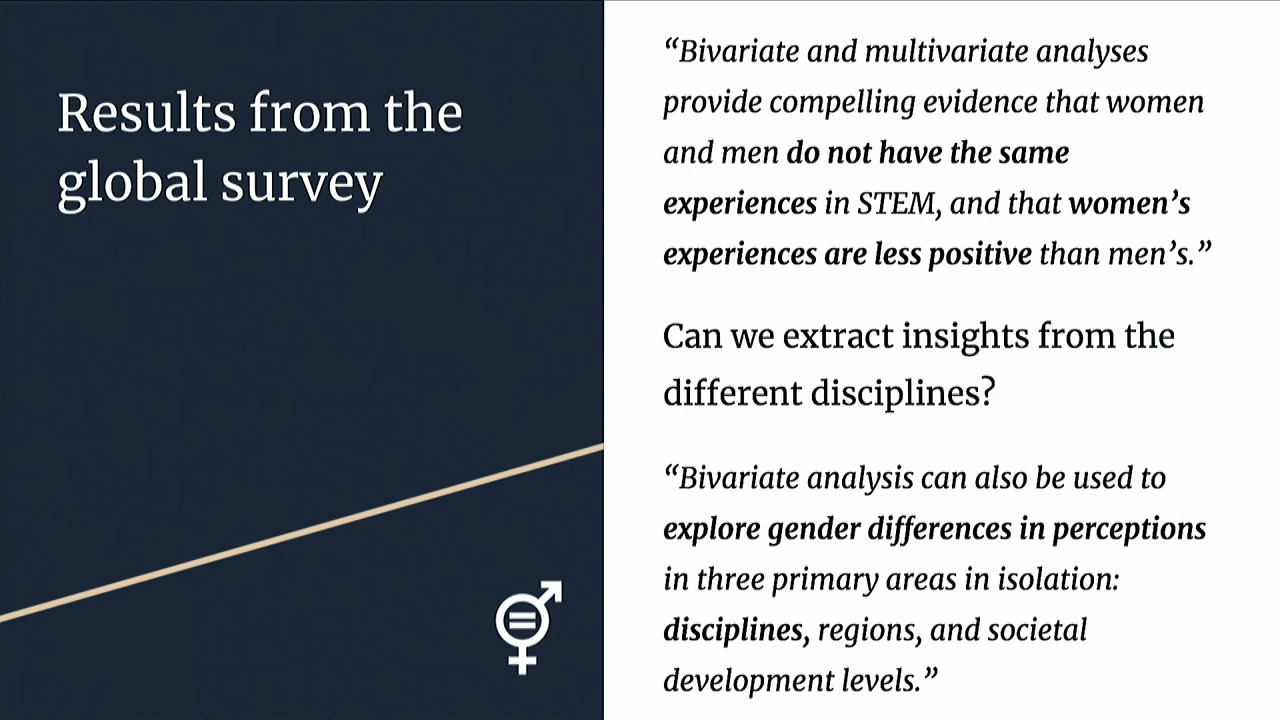 Results from the
global survey
“Bivariate and multivariate analyses
provide compelling evidence that women
and men do not have the same
experiences in STEM, and that women’s
experiences are less positive than men’s.”
Can we extract insights from the
different disciplines?
“Bivariate analysis can also be used to
explore gender differences in perceptions
in three primary areas in isolation:
disciplines, regions, and societal
development levels.”